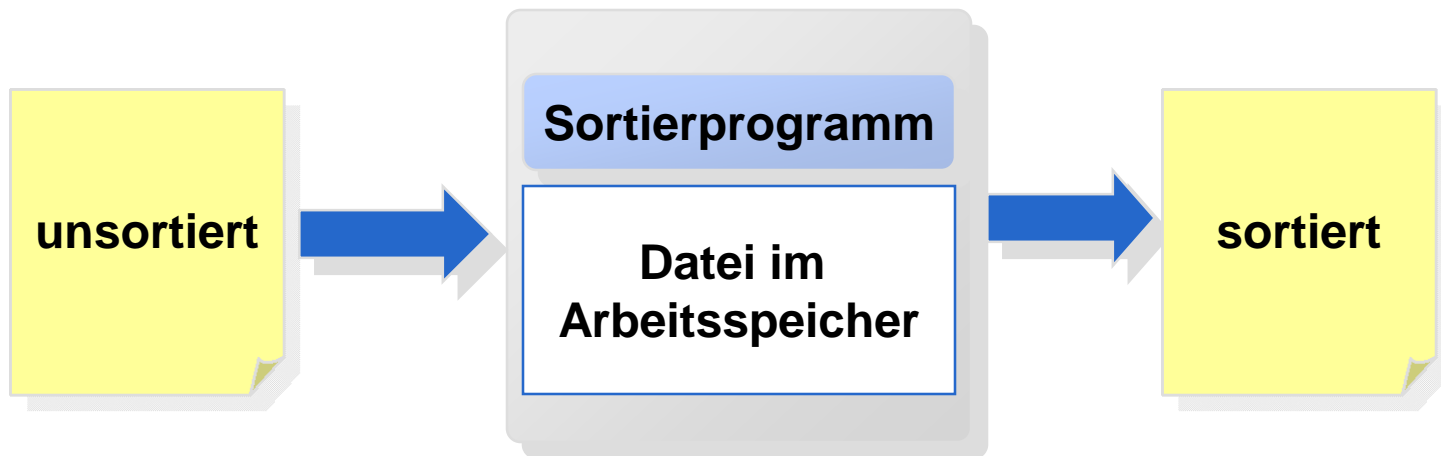 unsortiert
Sortierprogramm
Datei im
Arbeitsspeicher
sortiert